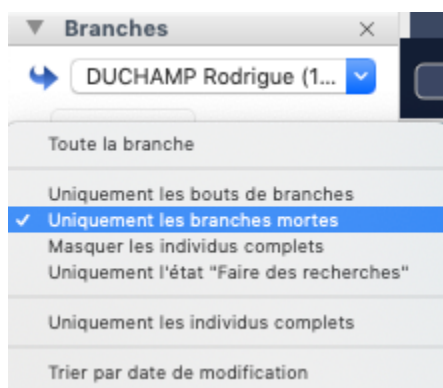 Branches
DUCHAMP Rodrigue (1...
Toute la branche
Uniquement les bouts de branches
Uniquement les branches mortes
Masquer les individus complets
Uniquement l'état "Faire des recherches"
Uniquement les individus complets
Trier par date de modification